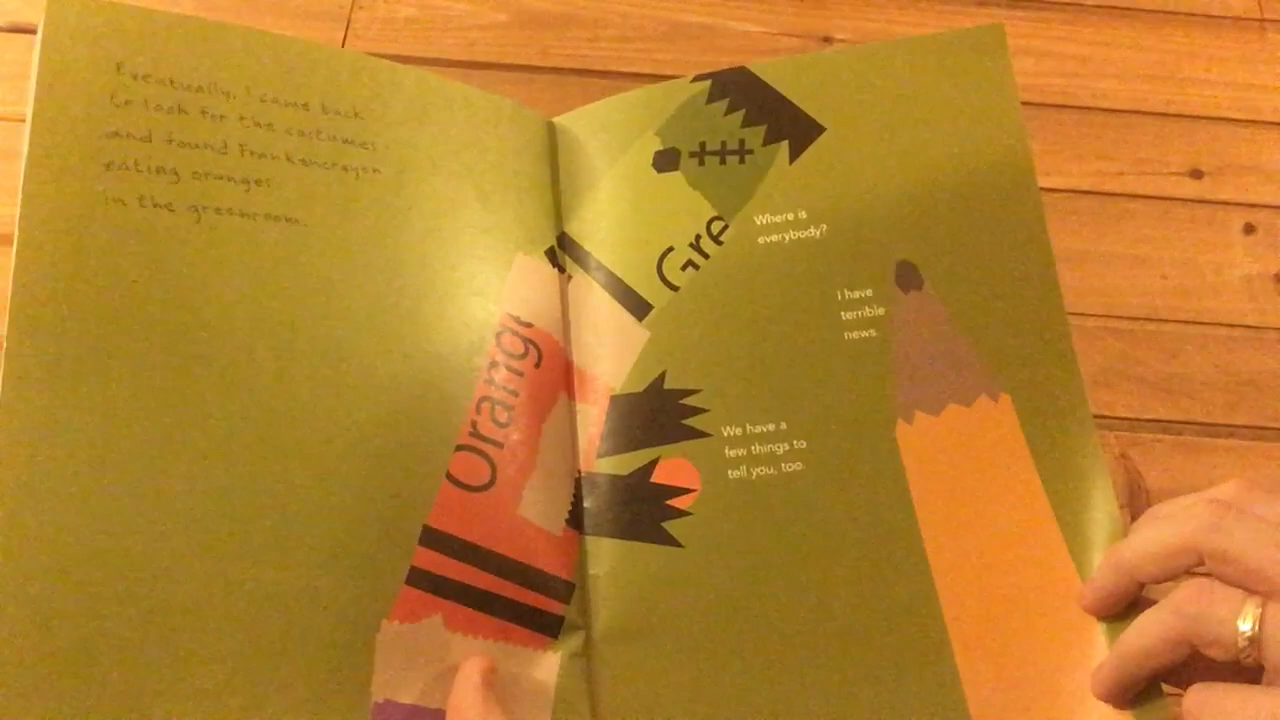 Eventually, I came back
to look for the costumes
and found Frankencrayon
eating oranges
in the greenroom.
Gre
Where is
everybody?
I have
terrible
news.
Orange
We have a
few things to
tell you, too.